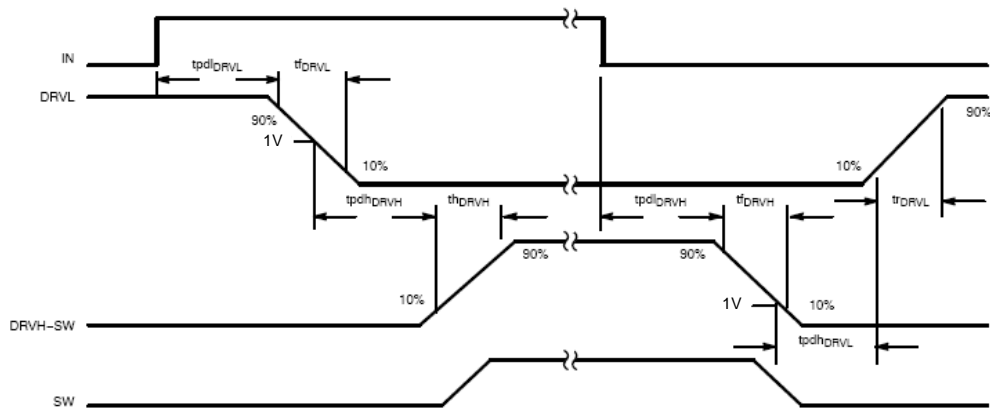 IN
tpdlDRVL
tfDRVL
DRVL
90%
1V
10%
10%
90%
tpdhDRVH
thDRVH
tpdlDRVH
tfDRVH
trDRVL
90%
90%
10%
1V
10%
DRVH-SW
tpdhDRVL
SW